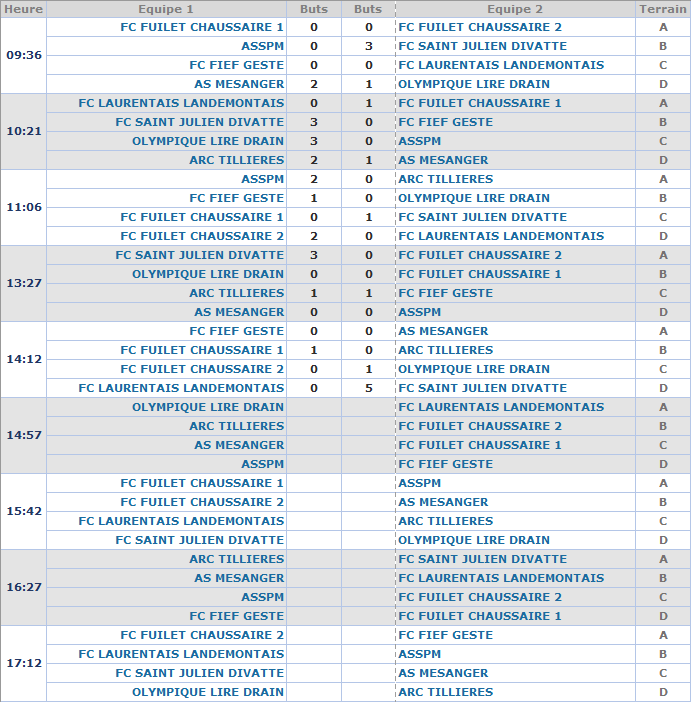 Heure Equipe 1 Buts Buts Equipe 2 Terrain
FC FUILET CHAUSSAIRE 1 0 0 FC FUILET CHAUSSAIRE 2 A
ASSPM 0 3 FC SAINT JULIEN DIVATTE B
09:36
FC FIEF GESTE 0 0 FC LAURENTAIS LANDEMONTAIS C
AS MESANGER 2 1 OLYMPIQUE LIRE DRAIN D
FC LAURENTAIS LANDEMONTAIS 0 1 FC FUILET CHAUSSAIRE 1 A
FC SAINT JULIEN DIVATTE 3 0 FC FIEF GESTE B
10:21
OLYMPIQUE LIRE DRAIN 3 0 ASSPM C
ARC TILLIERES 2 1 AS MESANGER D
ASSPM 2 0 ARC TILLIERES A
FC FIEF GESTE 1 0 OLYMPIQUE LIRE DRAIN B
11:06
FC FUILET CHAUSSAIRE 1 0 1 FC SAINT JULIEN DIVATTE C
FC FUILET CHAUSSAIRE 2 2 0 FC LAURENTAIS LANDEMONTAIS D
FC SAINT JULIEN DIVATTE 3 0 FC FUILET CHAUSSAIRE 2 A
OLYMPIQUE LIRE DRAIN 0 0 FC FUILET CHAUSSAIRE 1 B
13:27
ARC TILLIERES 1 1 FC FIEF GESTE C
AS MESANGER 0 0 ASSPM D
FC FIEF GESTE 0 0 AS MESANGER A
FC FUILET CHAUSSAIRE 1 1 0 ARC TILLIERES B
14:12
FC FUILET CHAUSSAIRE 2 0 1 OLYMPIQUE LIRE DRAIN C
FC LAURENTAIS LANDEMONTAIS 0 5 FC SAINT JULIEN DIVATTE D
OLYMPIQUE LIRE DRAIN FC LAURENTAIS LANDEMONTAIS A
ARC TILLIERES FC FUILET CHAUSSAIRE 2 B
14:57
AS MESANGER FC FUILET CHAUSSAIRE 1 C
ASSPM FC FIEF GESTE D
FC FUILET CHAUSSAIRE 1 ASSPM A
FC FUILET CHAUSSAIRE 2 AS MESANGER B
15:42
FC LAURENTAIS LANDEMONTAIS ARC TILLIERES C
FC SAINT JULIEN DIVATTE OLYMPIQUE LIRE DRAIN D
ARC TILLIERES FC SAINT JULIEN DIVATTE A
AS MESANGER FC LAURENTAIS LANDEMONTAIS B
16:27
ASSPM FC FUILET CHAUSSAIRE 2 C
FC FIEF GESTE FC FUILET CHAUSSAIRE 1 D
FC FUILET CHAUSSAIRE 2 FC FIEF GESTE A
FC LAURENTAIS LANDEMONTAIS ASSPM B
17:12
FC SAINT JULIEN DIVATTE AS MESANGER C
OLYMPIQUE LIRE DRAIN ARC TILLIERES D